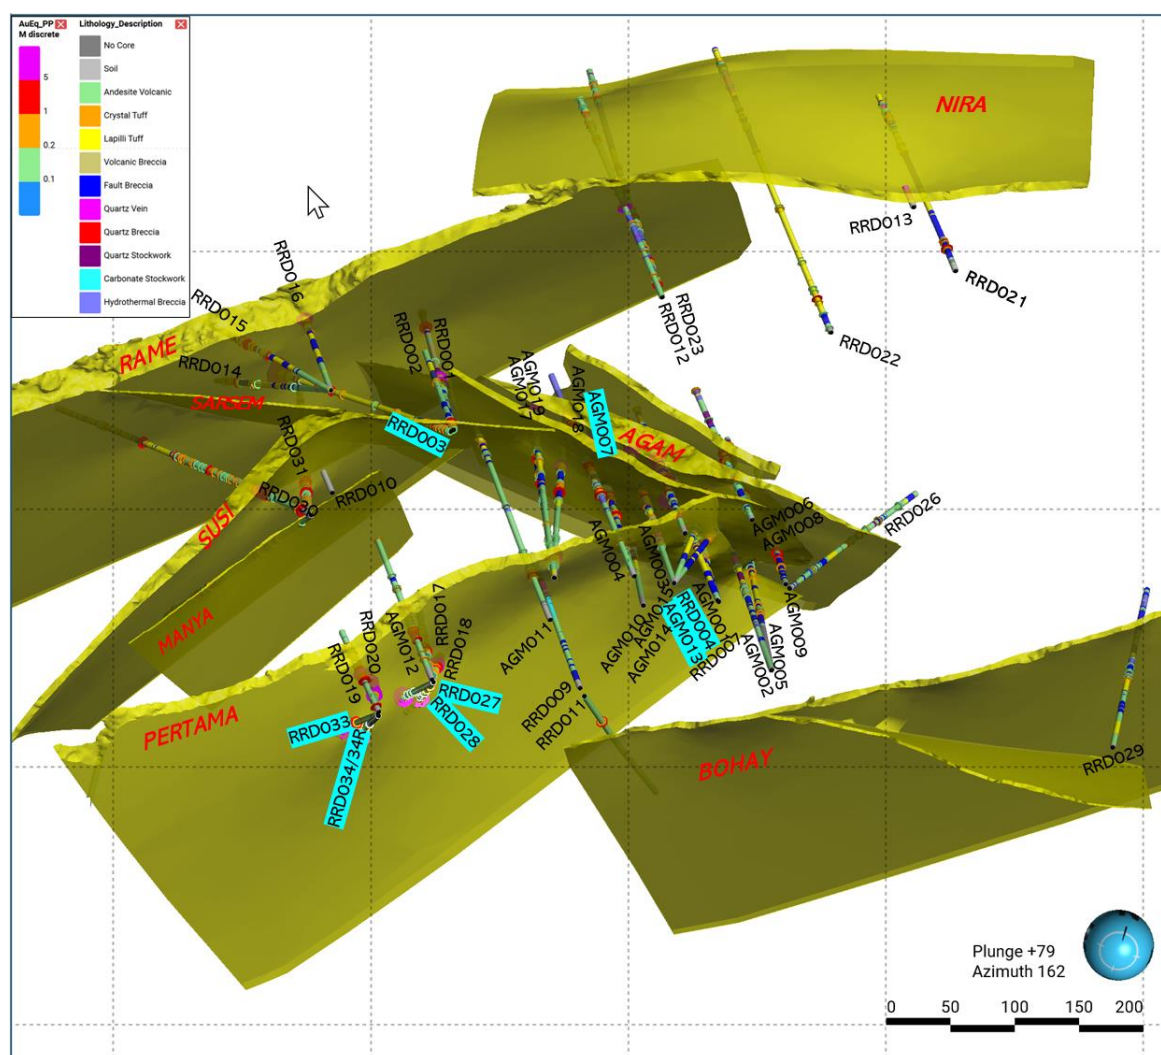 AuEq_PP
M discrete
5
1
0.2
0.1
Lithology_Description
No Core
Soil
Andesite Volcanic
Crystal Tuff
Lapilli Tuff
Volcanic Breccia
Fault Breccia
Quartz Vein
Quartz Breccia
Quartz Stockwork
Carbonate Stockwork
Hydrothermal Breccia
NIRA
RRD013
RRD021
RRD022
RRD023
RRD012
RRD016
RRD015
RAME
RRD014
SARSEM
RRD002
RRD001
RRD003
AGM019
AGM017
AGM018
AGM007
AGAM
RRD031
RRD030
RRD010
SUSI
MANYA
AGM006
AGM008
RRD026
AGM004
AGM003
AGM015
AGM010
AGM014
AGM013
RRD004
AGM001
RRD007
AGM002
AGM005
AGM009
AGM011
RRD009
RRD011
RRD017
RRD018
AGM012
RRD020
RRD019
RRD027
RRD028
RRD033
RRD034/34R
PERTAMA
BOHAY
RRD029
Plunge +79
Azimuth 162
0 50 100 150 200